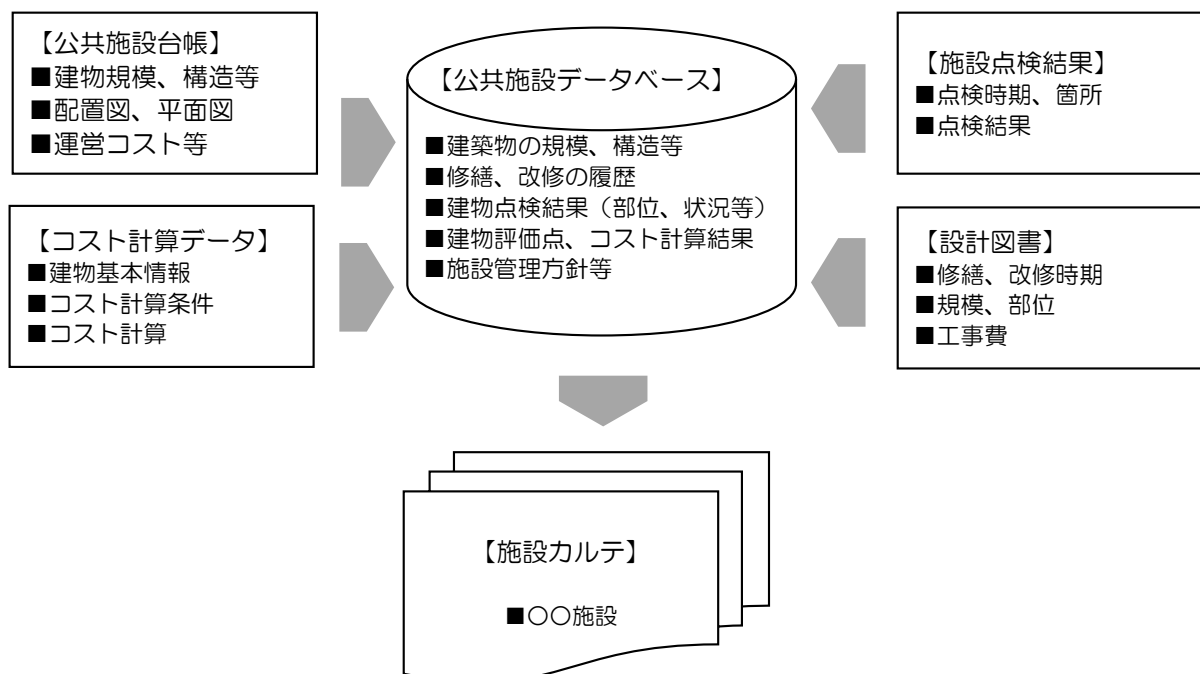 【公共施設台帳】
■建物規模、構造等
■配置図、平面図
■運営コスト等
【コスト計算データ】
■建物基本情報
■コスト計算条件
■コスト計算
【公共施設データベース】
■建築物の規模、構造等
■修繕、改修の履歴
■建物点検結果（部位、状況等）
■建物評価点、コスト計算結果
■施設管理方針等
【施設点検結果】
■点検時期、箇所
■点検結果
【設計図書】
■修繕、改修時期
■規模、部位
■工事費
【施設カルテ】
■〇〇施設